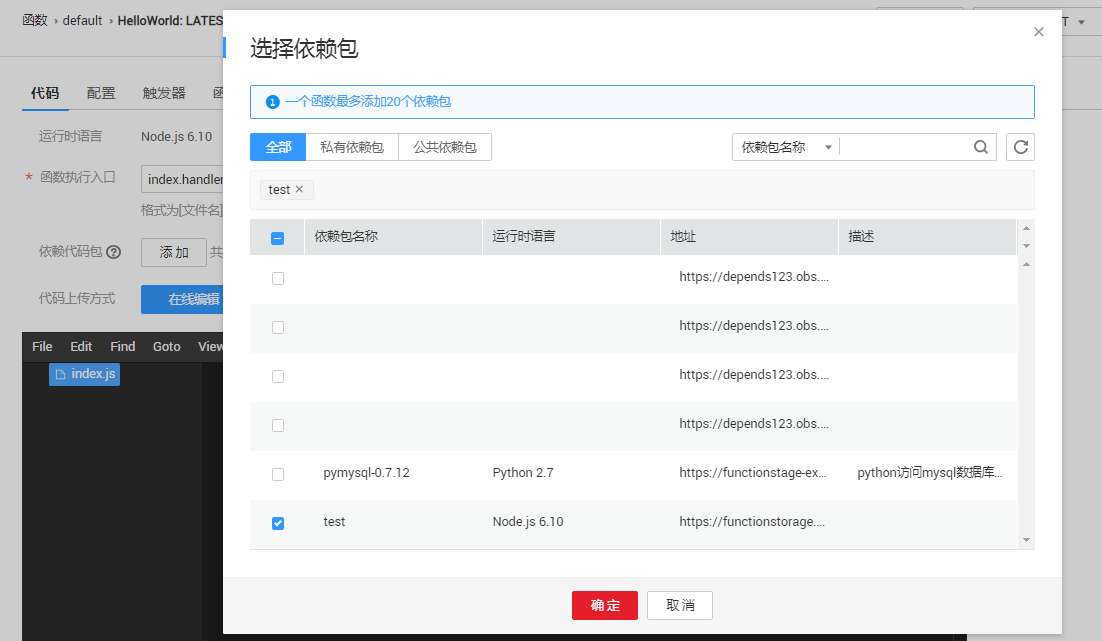 函数 › default › HelloWorld: LATES
T
选择依赖包
一个函数最多添加20个依赖包
代码 配置 触发器
全部 私有依赖包 公共依赖包 依赖包名称
运行时语言 Node.js 6.10
* 函数执行入口 index.handler
格式为[文件名]
test ×
依赖代码包 添加 共
代码上传方式 在线编辑
依赖包名称 运行时语言 地址 描述
https://depends123.obs....
https://depends123.obs....
https://depends123.obs....
https://depends123.obs....
pymysql-0.7.12 Python 2.7 https://functionstage-ex... python访问mysql数据库...
test Node.js 6.10 https://functionstorage....
File Edit Find Goto View
index.js
确定 取消